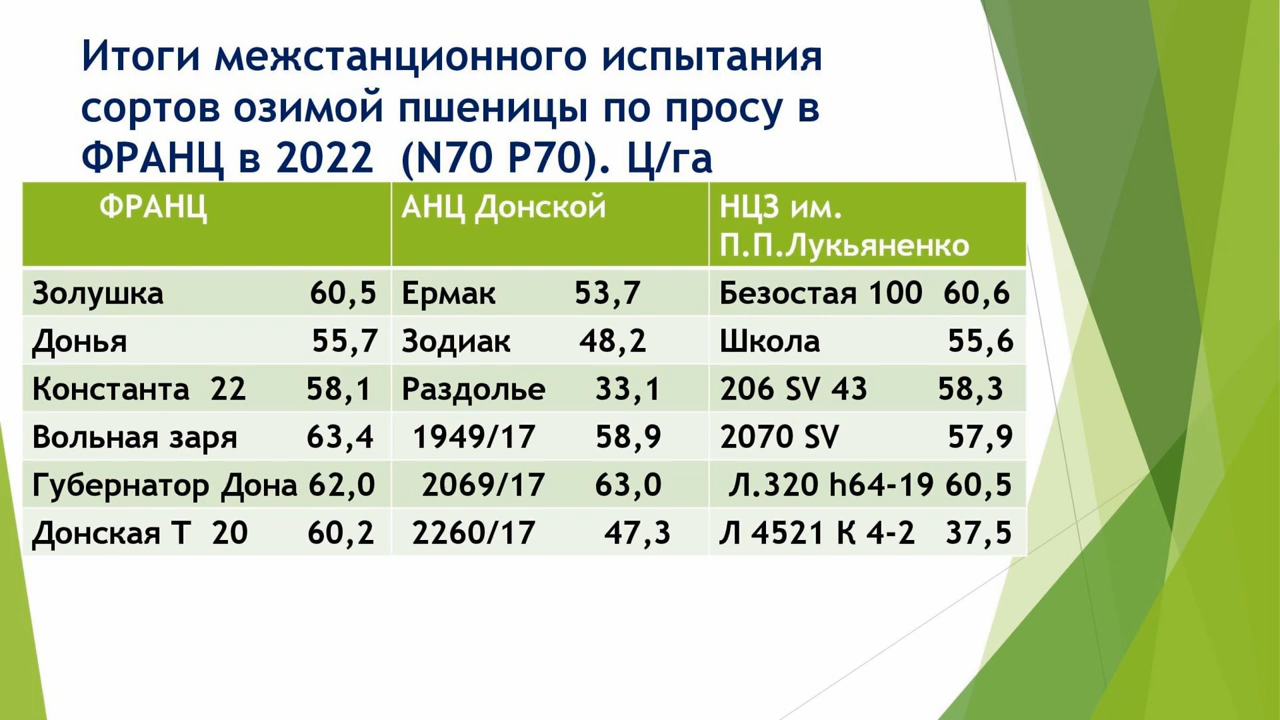 Итоги межстанционного испытания
сортов озимой пшеницы по просу в
ФРАНЦ в 2022 (N70 P70). Ц/га
ФРАНЦ АНЦ Донской НЦЗ им.
П.П.Лукьяненко
Золушка 60,5 Ермак 53,7 Безостая 100 60,6
Донья 55,7 Зодиак 48,2 Школа 55,6
Константа 22 58,1 Раздолье 33,1 206 SV 43 58,3
Вольная заря 63,4 1949/17 58,9 2070 SV 57,9
Губернатор Дона 62,0 2069/17 63,0 Л.320 h64-19 60,5
Донская Т 20 60,2 2260/17 47,3 Л 4521 К 4-2 37,5